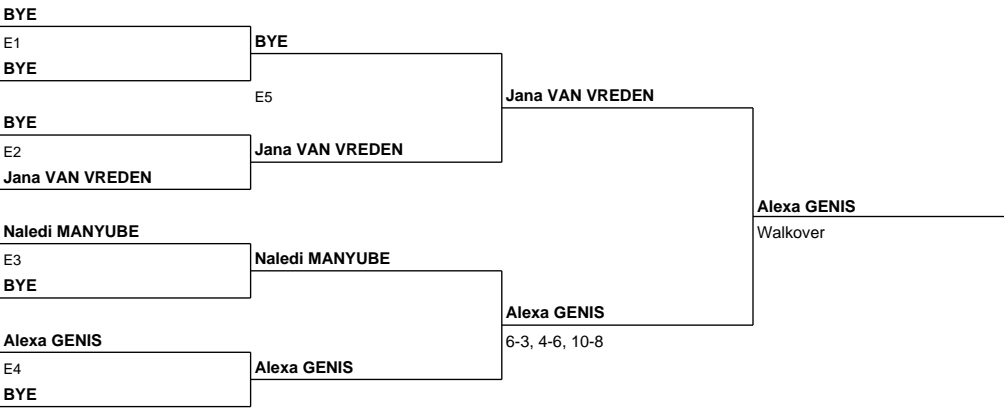 BYE
E1
BYE
BYE
E5
BYE
E2
Jana VAN VREDEN
Jana VAN VREDEN
Jana VAN VREDEN
Naledi MANYUBE
E3
BYE
Naledi MANYUBE
Alexa GENIS
E4
BYE
Alexa GENIS
Alexa GENIS
6-3, 4-6, 10-8
Alexa GENIS
Walkover